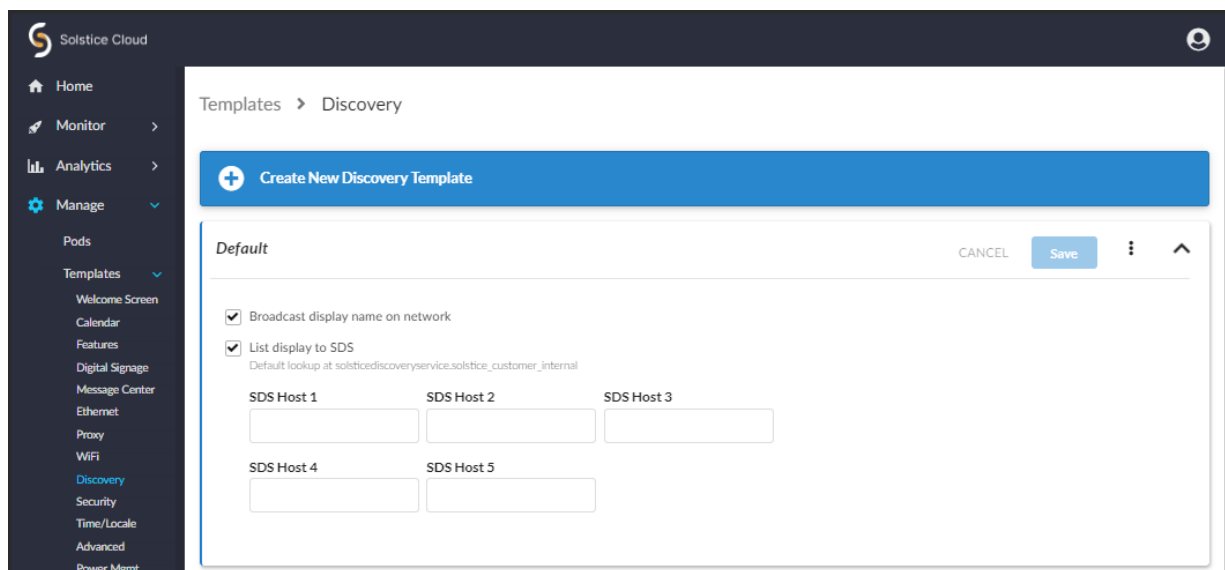 Solstice Cloud
Home
Monitor
Analytics
Manage
Pods
Templates
Welcome Screen
Calendar
Features
Digital Signage
Message Center
Ethernet
Proxy
WiFi
Discovery
Security
Time/Locale
Advanced
Power Mgmt
Templates > Discovery
Create New Discovery Template
Default
CANCEL Save
Broadcast display name on network
List display to SDS
Default lookup at solsticediscoveryservice.solstice_customer_internal
SDS Host 1 SDS Host 2 SDS Host 3
SDS Host 4 SDS Host 5